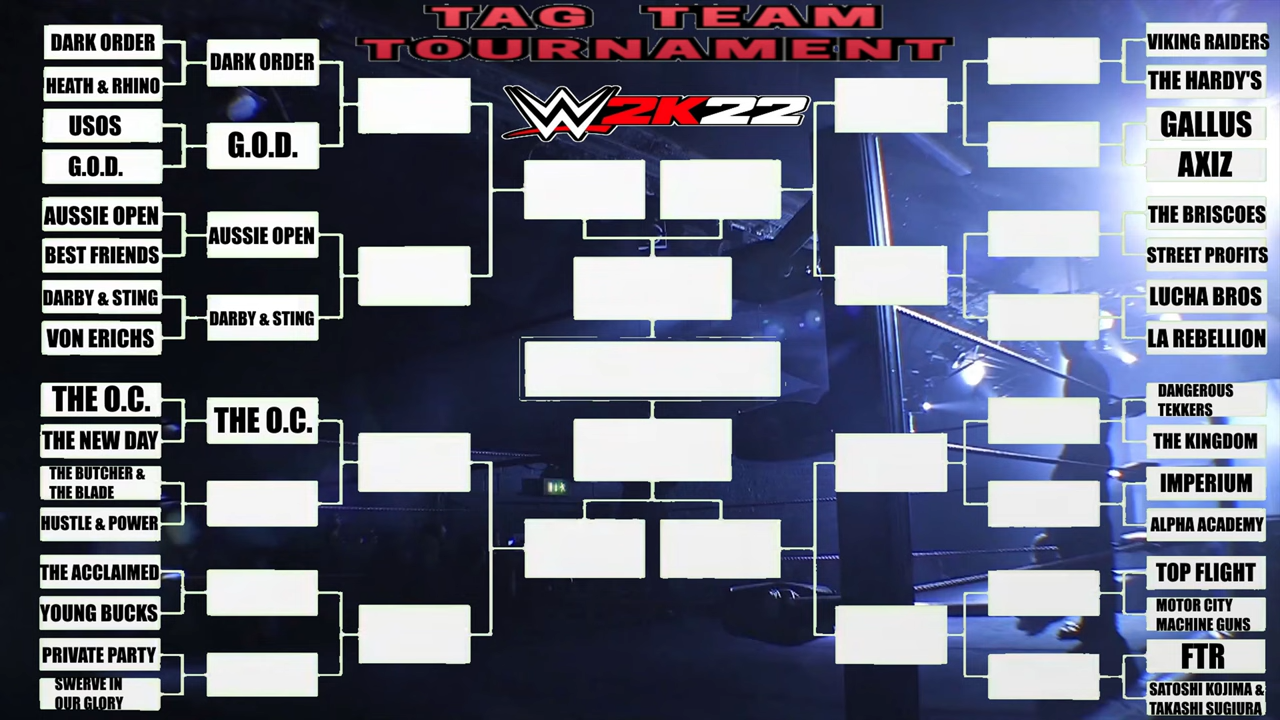 TAG TEAM
TOURNAMENT
W 2K22
DARK ORDER
HEATH & RHINO
USOS
G.O.D.
AUSSIE OPEN
BEST FRIENDS
DARBY & STING
VON ERICHS
THE O.C.
THE NEW DAY
THE BUTCHER &
THE BLADE
HUSTLE & POWER
THE ACCLAIMED
YOUNG BUCKS
PRIVATE PARTY
SWERVE IN
OUR GLORY
DARK ORDER
G.O.D.
AUSSIE OPEN
DARBY & STING
THE O.C.
VIKING RAIDERS
THE HARDY'S
GALLUS
AXIZ
THE BRISCOES
STREET PROFITS
LUCHA BROS
LA REBELLION
DANGEROUS
TEKKERS
THE KINGDOM
IMPERIUM
ALPHA ACADEMY
TOP FLIGHT
MOTOR CITY
MACHINE GUNS
FTR
SATOSHI KOJIMA &
TAKASHI SUGIURA